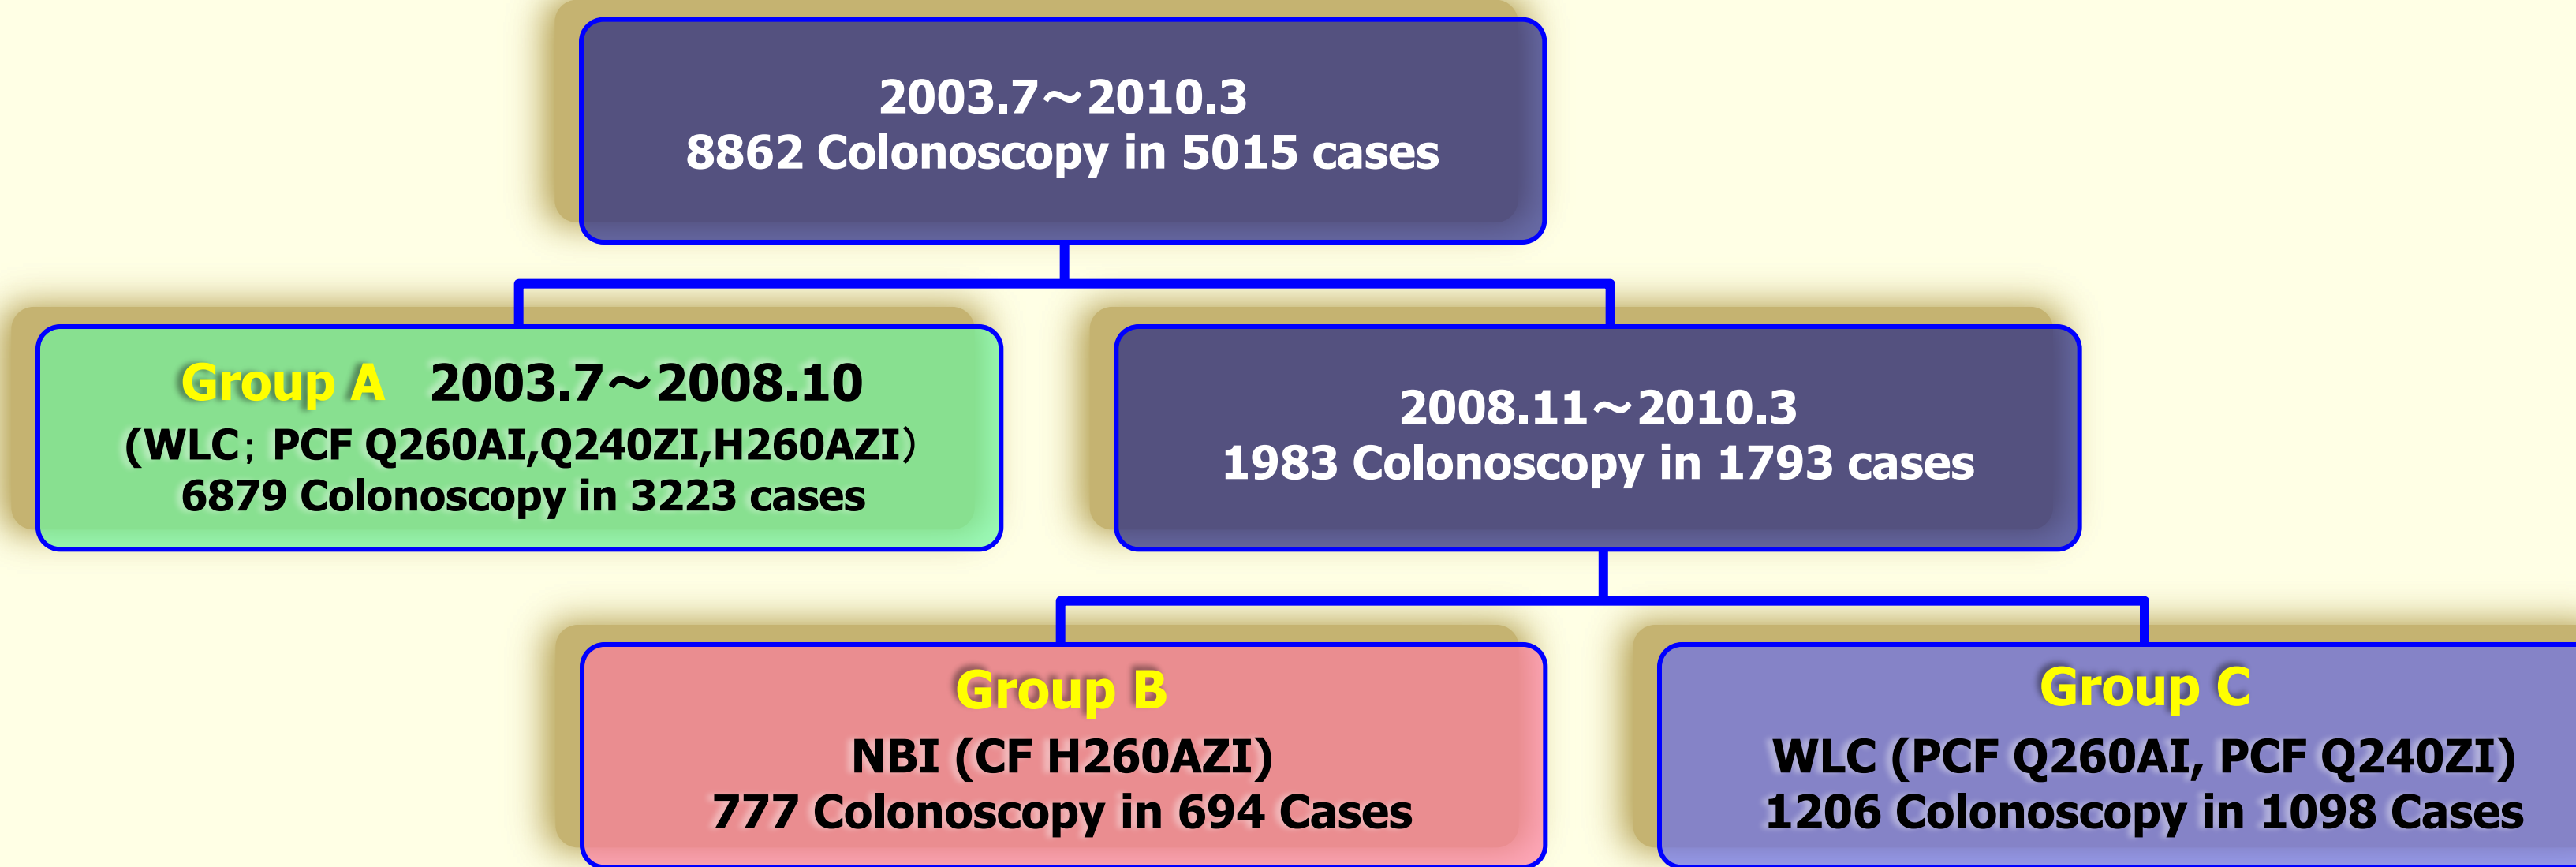 2003.7～2010.3
8862 Colonoscopy in 5015 cases
Group A 2003.7～2008.10
(WLC; PCF Q260AI,Q240ZI,H260AZI）
6879 Colonoscopy in 3223 cases
2008.11～2010.3
1983 Colonoscopy in 1793 cases
Group B
NBI (CF H260AZI)
777 Colonoscopy in 694 Cases
Group C
WLC (PCF Q260AI, PCF Q240ZI)
1206 Colonoscopy in 1098 Cases